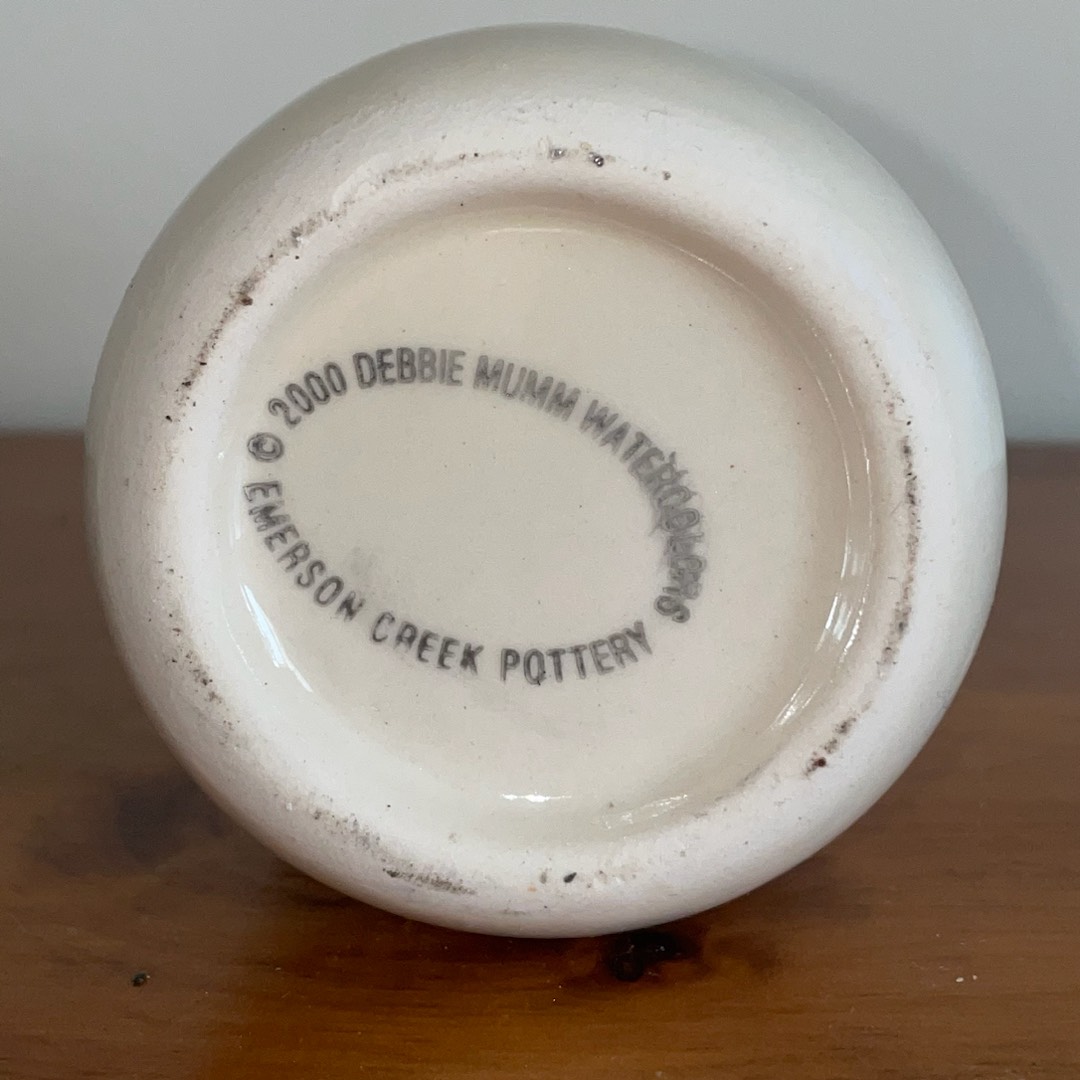 © 2000 DEBBIE MUMM WATERCOLORS
EMERSON CREEK POTTERY